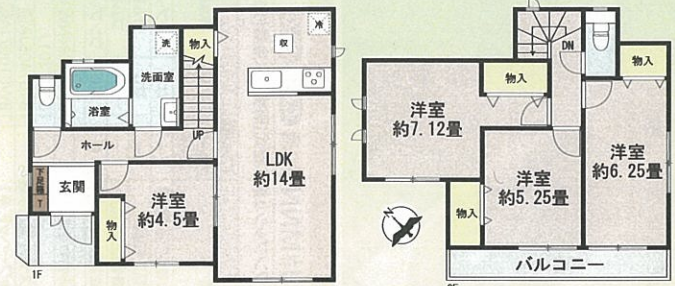 洗
物入
冷
収
洗面室
浴室
UP
ホール
LDK
約14畳
下足箱
T
玄関
洋室
約4.5畳
物入
1F
DN
物入
物入
洋室
約7.12畳
洋室
約6.25畳
洋室
約5.25畳
物入
バルコニー